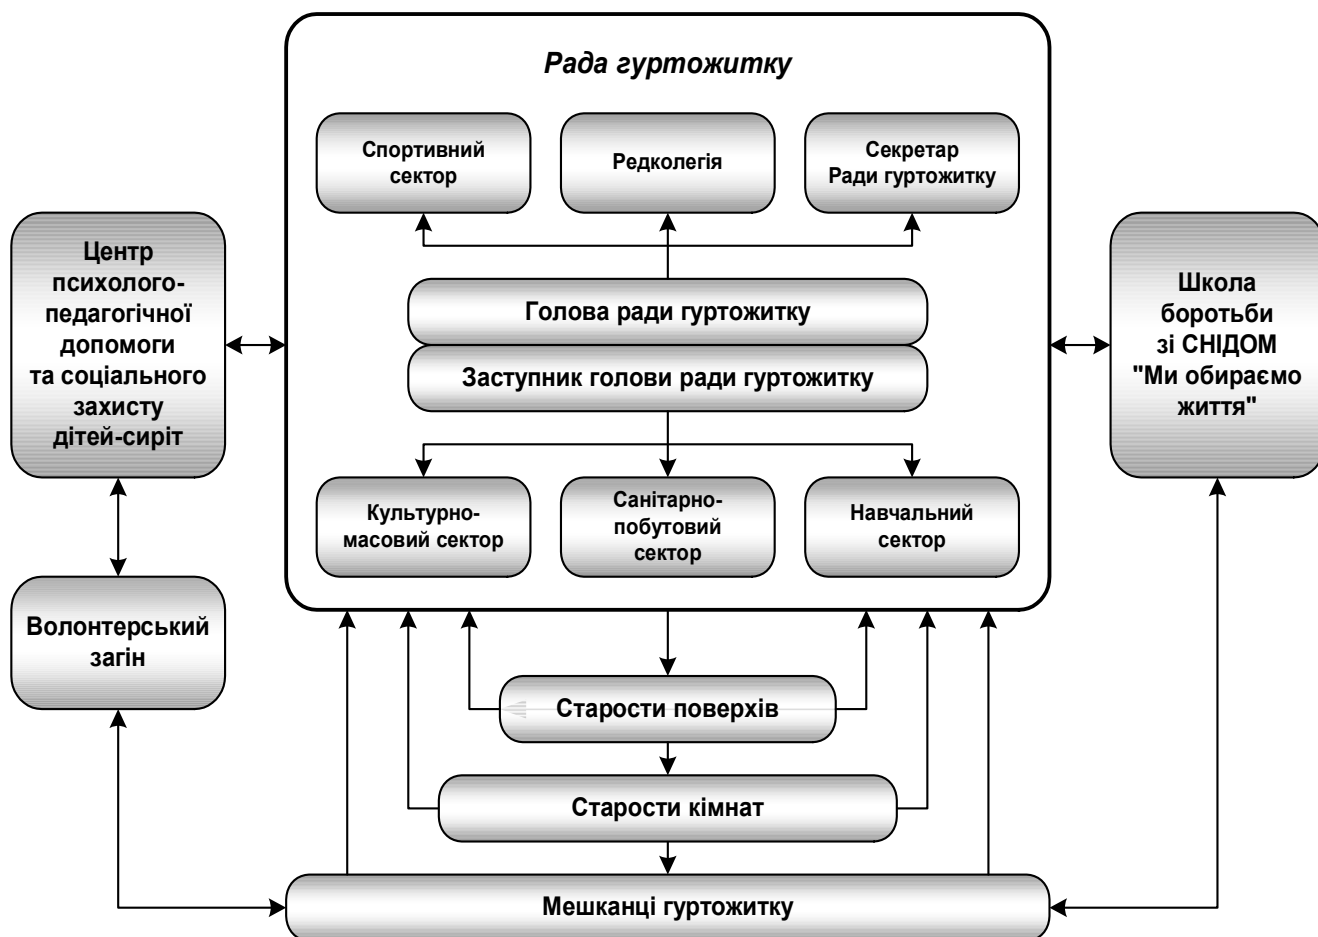 Рада гуртожитку
Спортивний
сектор
Редколегія
Секретар
Ради гуртожитку
Центр
психолого-
педагогічної
допомоги
та соціального
захисту
дітей-сиріт
Голова ради гуртожитку
Заступник голови ради гуртожитку
Школа
боротьби
зі СНІДОМ
"Ми обираємо
життя"
Культурно-
масовий сектор
Санітарно-
побутовий
сектор
Навчальний
сектор
Волонтерський
загін
Старости поверхів
Старости кімнат
Мешканці гуртожитку